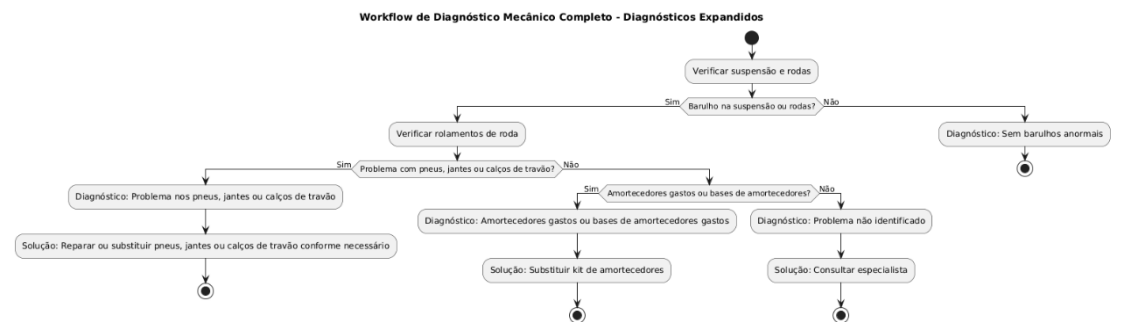 Workflow de Diagnóstico Mecânico Completo - Diagnósticos Expandidos
Verificar suspensão e rodas
Sim
Barulho na suspensão ou rodas?
Não
Verificar rolamentos de roda
Diagnóstico: Sem barulhos anormais
Sim
Problema com pneus, jantes ou calços de travão?
Não
Diagnóstico: Problema nos pneus, jantes ou calços de travão
Sim
Amortecedores gastos ou bases de amortecedores?
Não
Diagnóstico: Amortecedores gastos ou bases de amortecedores gastos
Diagnóstico: Problema não identificado
Solução: Reparar ou substituir pneus, jantes ou calços de travão conforme necessário
Solução: Substituir kit de amortecedores
Solução: Consultar especialista